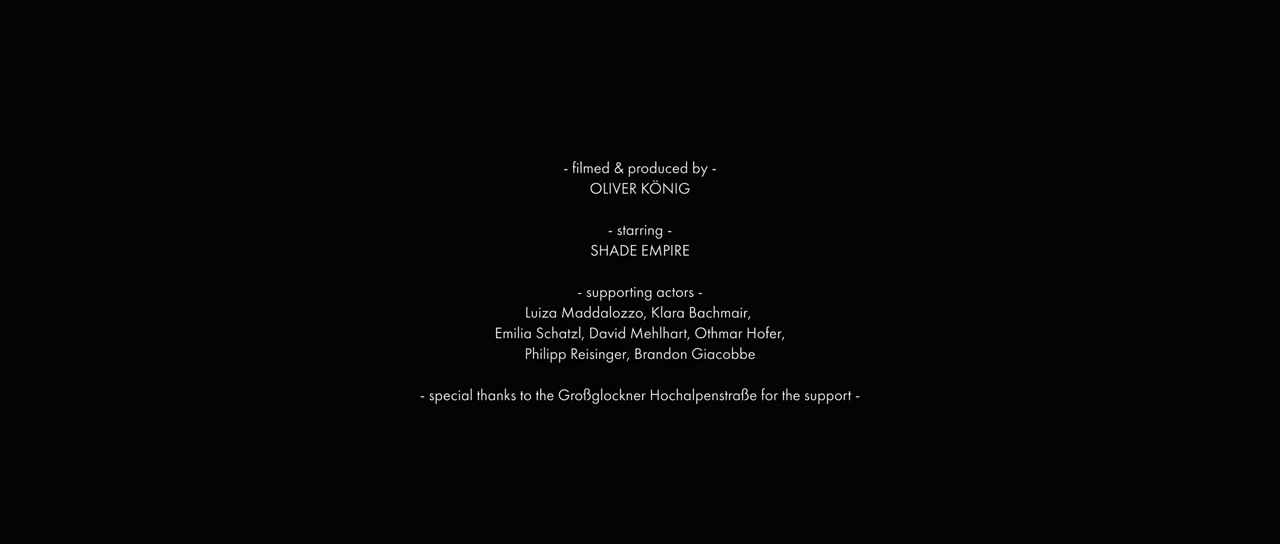 - filmed & produced by -
OLIVER KÖNIG
- starring -
SHADE EMPIRE
- supporting actors -
Luiza Maddalozzo, Klara Bachmair,
Emilia Schatzl, David Mehlhart, Othmar Hofer,
Philipp Reisinger, Brandon Giacobbe
- special thanks to the Großglockner Hochalpenstraße for the support -